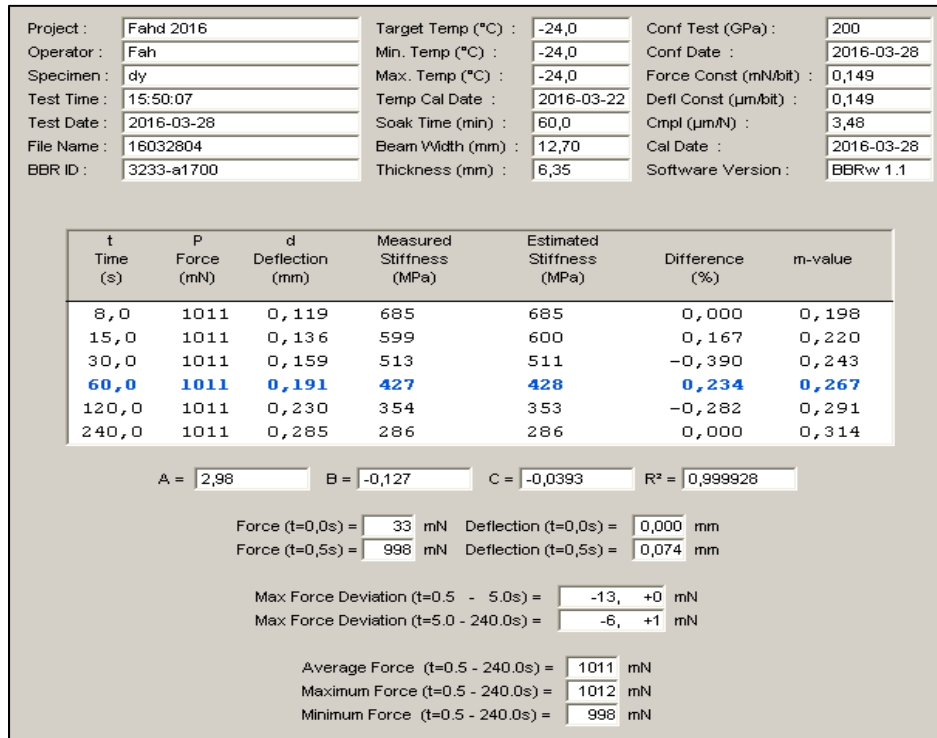 Project : Fahd 2016 Target Temp (°C) : -24,0 Conf Test (GPa) : 200
Operator : Fah Min. Temp (°C) : -24,0 Conf Date : 2016-03-28
Specimen : dy Max. Temp (°C) : -24,0 Force Const (mN/bit) : 0,149
Test Time : 15:50:07 Temp Cal Date : 2016-03-22 Defl Const (µm/bit) : 0,149
Test Date : 2016-03-28 Soak Time (min) : 60,0 Cmpl (µm/N) : 3,48
File Name : 16032804 Beam Width (mm) : 12,70 Cal Date : 2016-03-28
BBR ID : 3233-a1700 Thickness (mm) : 6,35 Software Version : BBRw 1.1
t P d Measured Estimated
Time Force Deflection Stiffness Stiffness Difference m-value
(s) (mN) (mm) (MPa) (MPa) (%)
8,0 1011 0,119 685 685 0,000 0,198
15,0 1011 0,136 599 600 0,167 0,220
30,0 1011 0,159 513 511 -0,390 0,243
60,0 1011 0,191 427 428 0,234 0,267
120,0 1011 0,230 354 353 -0,282 0,291
240,0 1011 0,285 286 286 0,000 0,314
A = 2,98 B = -0,127 C = -0,0393 R² = 0,999928
Force (t=0,0s) = 33 mN Deflection (t=0,0s) = 0,000 mm
Force (t=0,5s) = 998 mN Deflection (t=0,5s) = 0,074 mm
Max Force Deviation (t=0.5 - 5.0s) = -13, +0 mN
Max Force Deviation (t=5.0 - 240.0s) = -6, +1 mN
Average Force (t=0.5 - 240.0s) = 1011 mN
Maximum Force (t=0.5 - 240.0s) = 1012 mN
Minimum Force (t=0.5 - 240.0s) = 998 mN